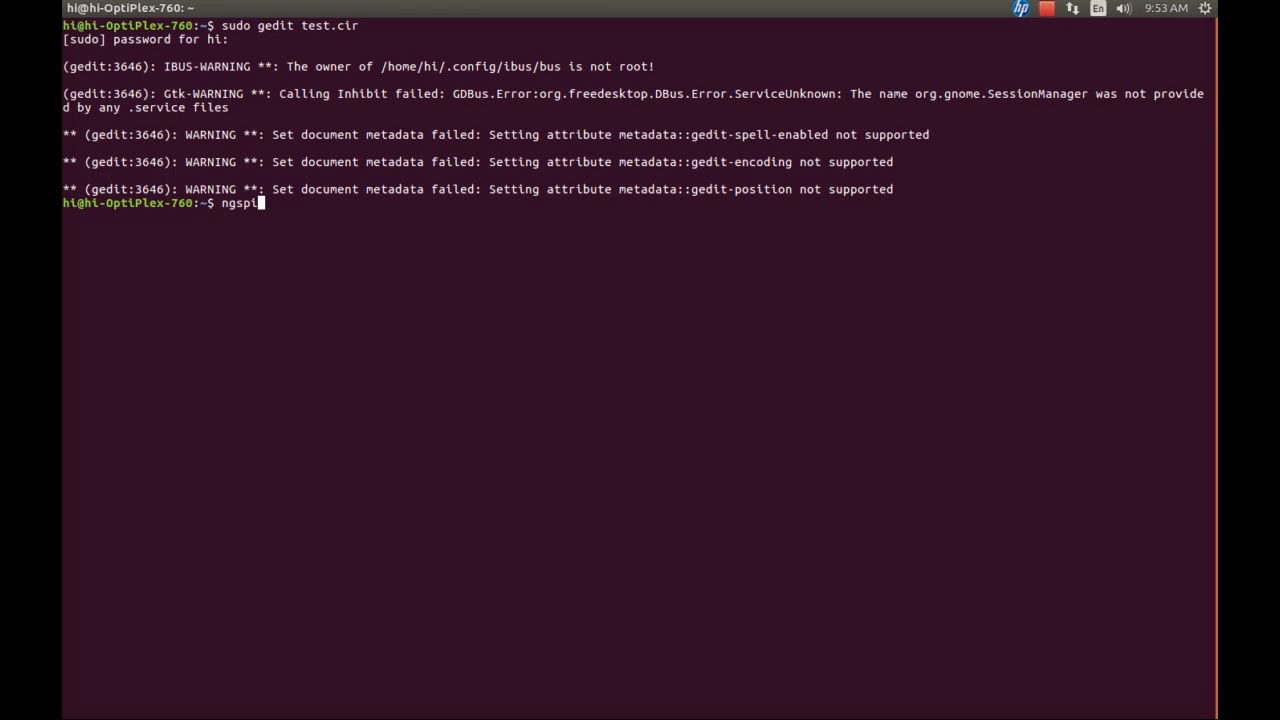 hi@hi-OptiPlex-760: ~
hp
En
9:53 AM
hi@hi-OptiPlex-760:~$ sudo gedit test.cir
[sudo] password for hi:
(gedit:3646): IBUS-WARNING **: The owner of /home/hi/.config/ibus/bus is not root!
(gedit:3646): Gtk-WARNING **: Calling Inhibit failed: GDBus.Error:org.freedesktop.DBus.Error.ServiceUnknown: The name org.gnome.SessionManager was not provide
d by any .service files
** (gedit:3646): WARNING **: Set document metadata failed: Setting attribute metadata::gedit-spell-enabled not supported
** (gedit:3646): WARNING **: Set document metadata failed: Setting attribute metadata::gedit-encoding not supported
** (gedit:3646): WARNING **: Set document metadata failed: Setting attribute metadata::gedit-position not supported
hi@hi-OptiPlex-760:~$ ngspi